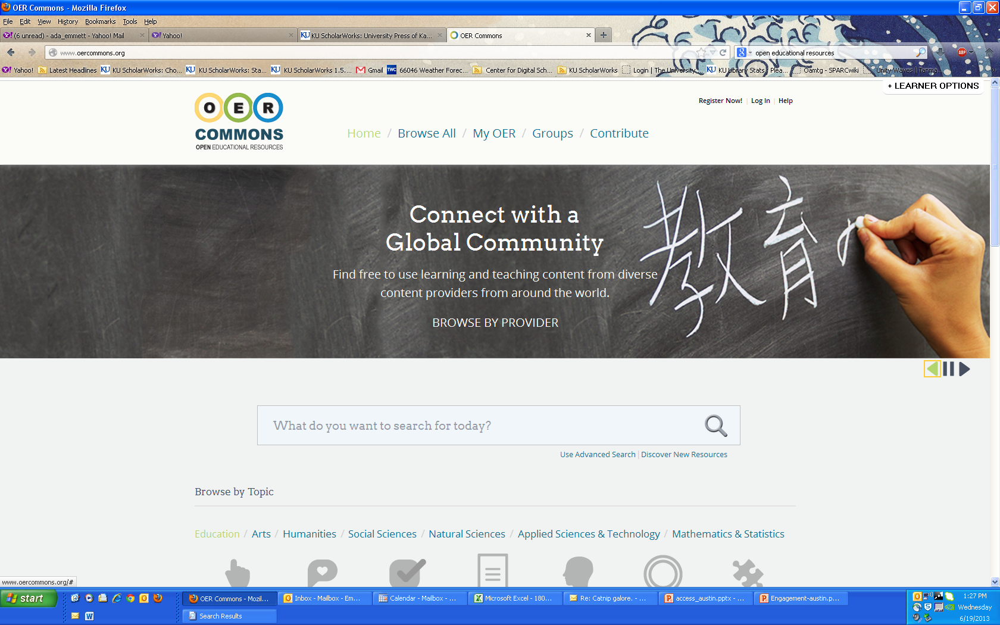 OER Commons - Mozilla Firefox
File Edit View History Bookmarks Tools Help
(6 unread) - ada_emmett - Yahoo! Mail
Yahoo!
KU ScholarWorks: University Press of Ka...
OER Commons
www.oercommons.org
open educational resources
ABP
Yahoo! Latest Headlines KU ScholarWorks: Cho... KU ScholarWorks: Sta... KU ScholarWorks 1.5.... Gmail TWC 66046 Weather Forec... Center for Digital Sch... KU ScholarWorks Login | The University ... KU Library Stats | Plea... Oamtg - SPARCwiki Unity Waves | Tanma...
+ LEARNER OPTIONS
OER
COMMONS
OPEN EDUCATIONAL RESOURCES
Register Now! | Log In | Help
Home / Browse All / My OER / Groups / Contribute
Connect with a
Global Community
Find free to use learning and teaching content from diverse
content providers from around the world.
BROWSE BY PROVIDER
教育
What do you want to search for today?
Use Advanced Search | Discover New Resources
Browse by Topic
Education / Arts / Humanities / Social Sciences / Natural Sciences / Applied Sciences & Technology / Mathematics & Statistics
www.oercommons.org/#
start
OER Commons - Mozil...
Inbox - Mailbox - Em...
Calendar - Mailbox - ...
Microsoft Excel - 180...
Re: Catnip galore. - ...
access_austin.pptx - ...
Engagement-austin.p...
Search Results
1:27 PM
Wednesday
6/19/2013